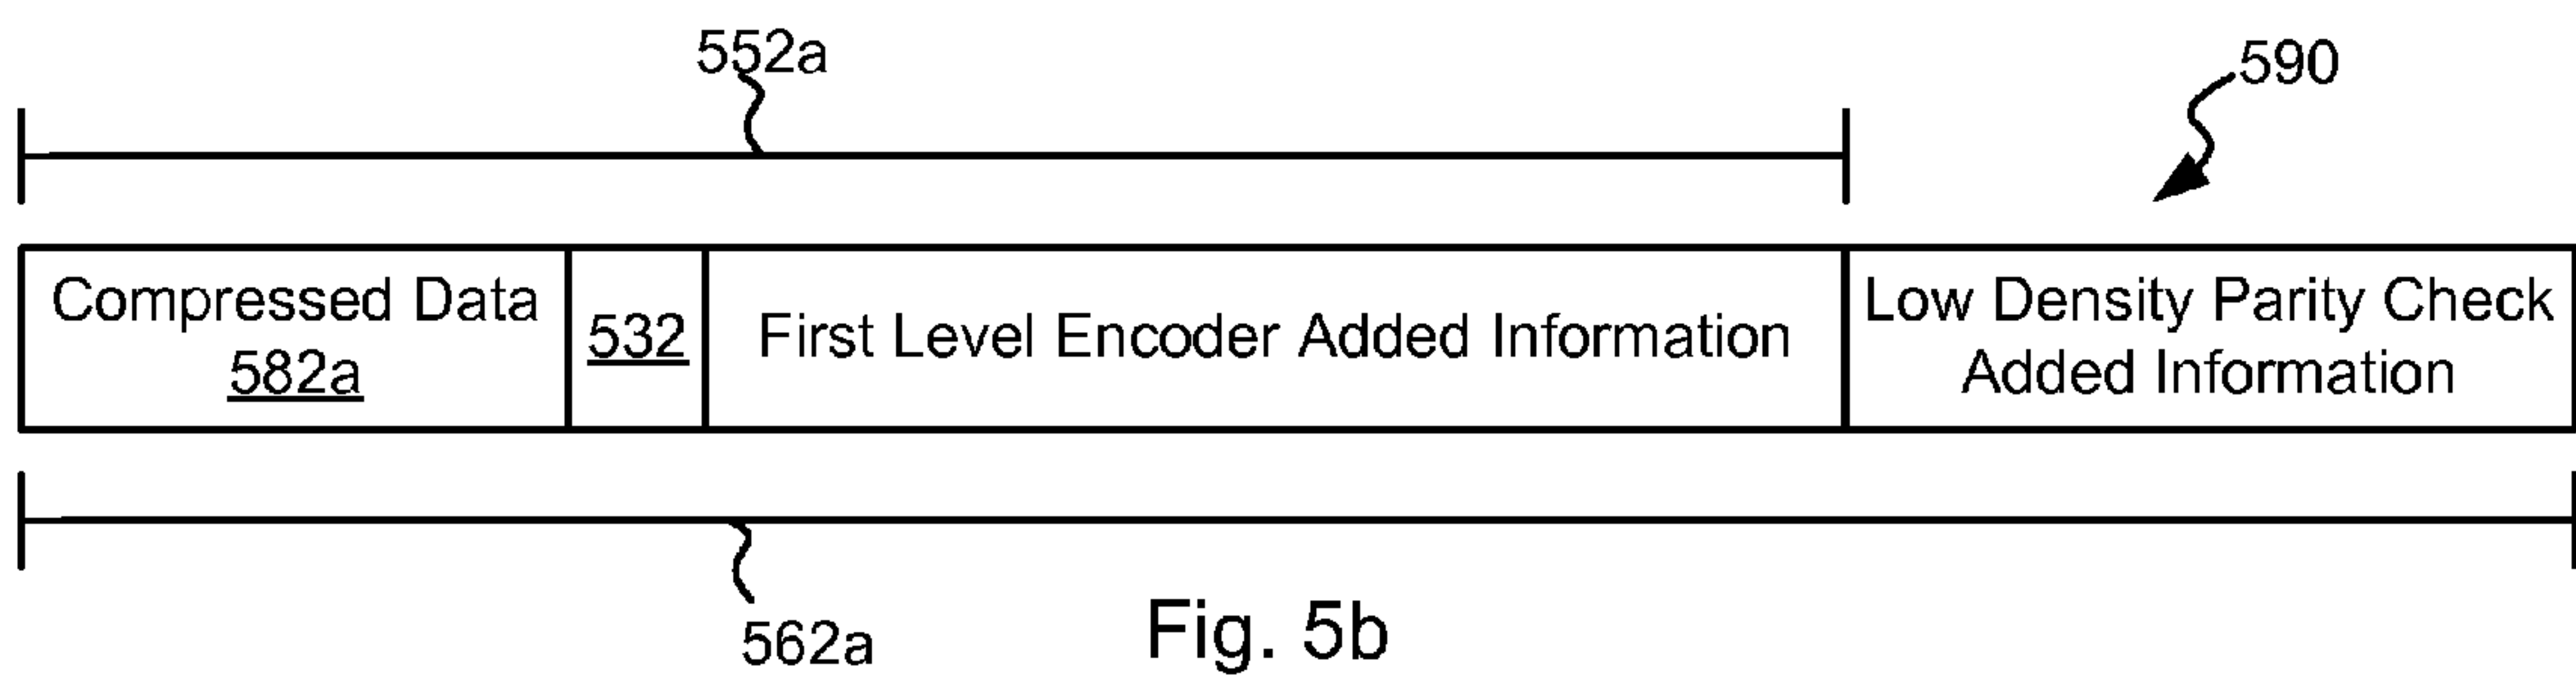 552a
590
Compressed Data
582a
532
First Level Encoder Added Information
Low Density Parity Check
Added Information
562a
Fig. 5b